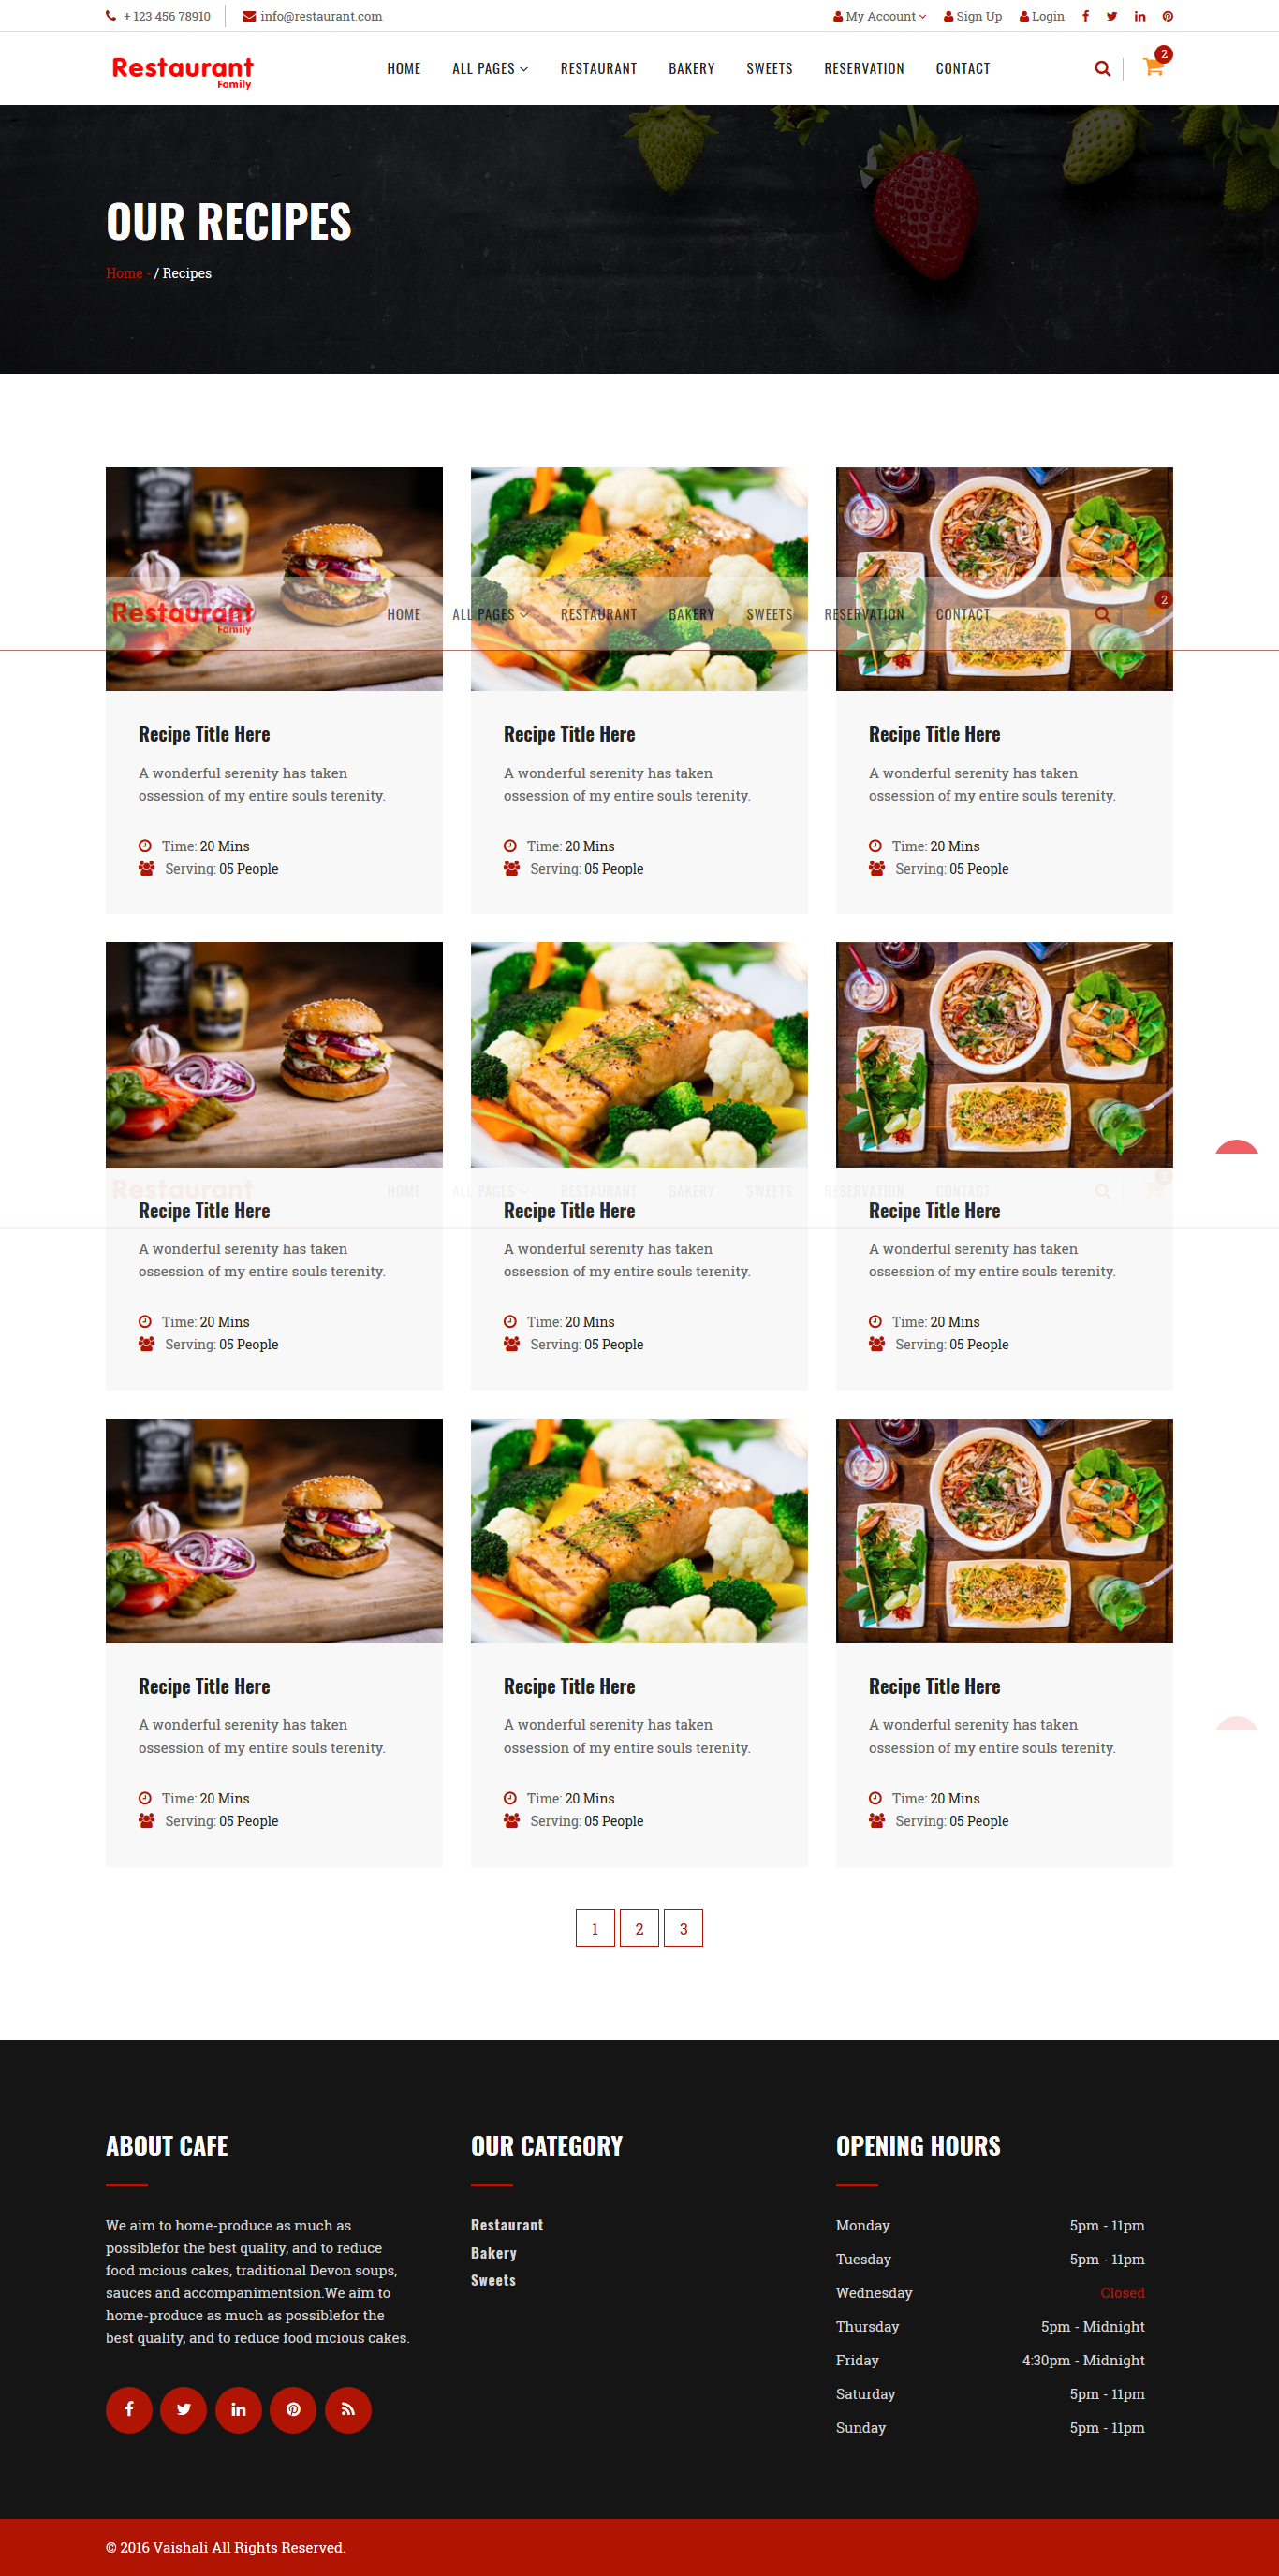 + 123 456 78910 info@restaurant.com My Account Sign Up Login
Restaurant
Family
HOME ALL PAGES RESTAURANT BAKERY SWEETS RESERVATION CONTACT
2
OUR RECIPES
Home - / Recipes
Restaurant
Family
HOME ALL PAGES RESTAURANT BAKERY SWEETS RESERVATION CONTACT
2
Recipe Title Here Recipe Title Here Recipe Title Here
A wonderful serenity has taken A wonderful serenity has taken A wonderful serenity has taken
ossession of my entire souls terenity. ossession of my entire souls terenity. ossession of my entire souls terenity.
Time: 20 Mins Time: 20 Mins Time: 20 Mins
Serving: 05 People Serving: 05 People Serving: 05 People
Restaurant HOME ALL PAGES RESTAURANT BAKERY SWEETS RESERVATION CONTACT
Recipe Title Here Recipe Title Here Recipe Title Here
A wonderful serenity has taken A wonderful serenity has taken A wonderful serenity has taken
ossession of my entire souls terenity. ossession of my entire souls terenity. ossession of my entire souls terenity.
Time: 20 Mins Time: 20 Mins Time: 20 Mins
Serving: 05 People Serving: 05 People Serving: 05 People
Recipe Title Here Recipe Title Here Recipe Title Here
A wonderful serenity has taken A wonderful serenity has taken A wonderful serenity has taken
ossession of my entire souls terenity. ossession of my entire souls terenity. ossession of my entire souls terenity.
Time: 20 Mins Time: 20 Mins Time: 20 Mins
Serving: 05 People Serving: 05 People Serving: 05 People
1 2 3
ABOUT CAFE
We aim to home-produce as much as
possiblefor the best quality, and to reduce
food mcious cakes, traditional Devon soups,
sauces and accompanimentsion.We aim to
home-produce as much as possiblefor the
best quality, and to reduce food mcious cakes.
OUR CATEGORY
Restaurant
Bakery
Sweets
OPENING HOURS
Monday 5pm - 11pm
Tuesday 5pm - 11pm
Wednesday Closed
Thursday 5pm - Midnight
Friday 4:30pm - Midnight
Saturday 5pm - 11pm
Sunday 5pm - 11pm
© 2016 Vaishali All Rights Reserved.